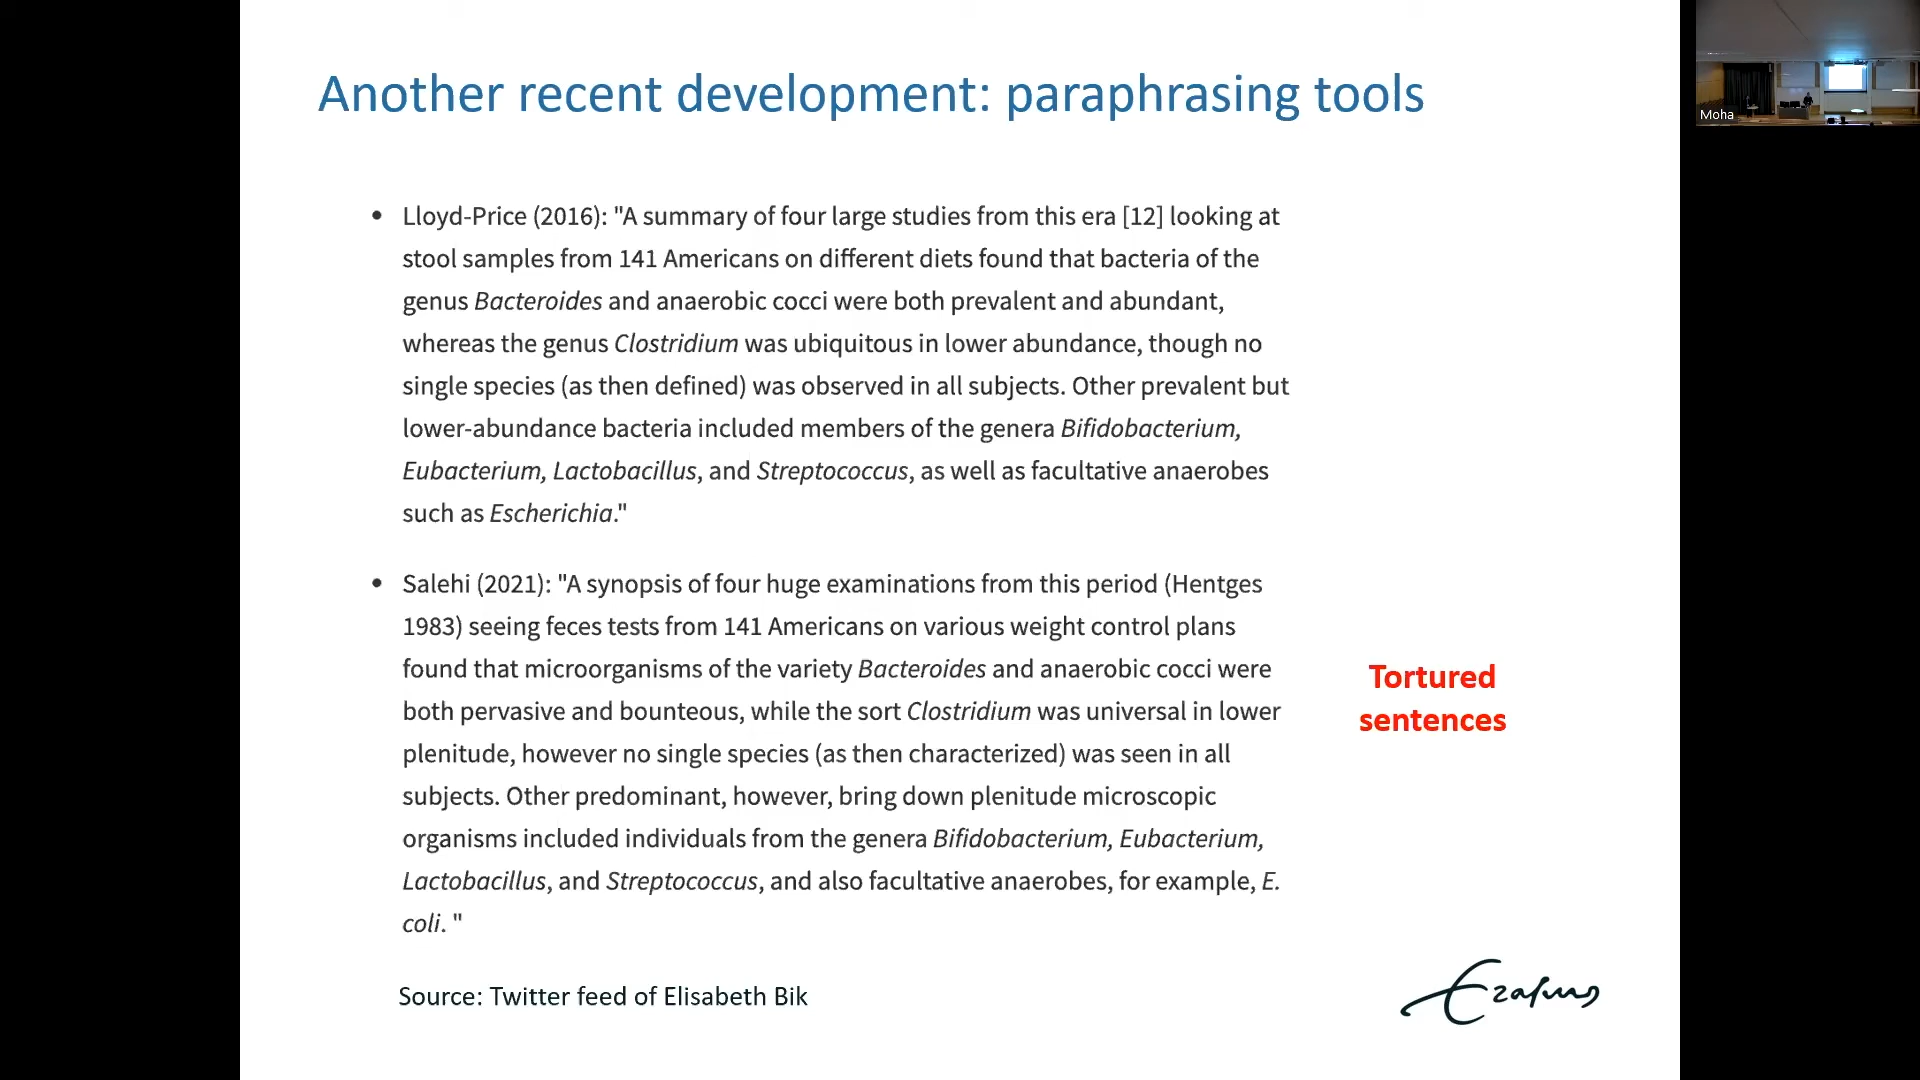 Another recent development: paraphrasing tools
Moha
• Lloyd-Price (2016): "A summary of four large studies from this era [12] looking at
stool samples from 141 Americans on different diets found that bacteria of the
genus Bacteroides and anaerobic cocci were both prevalent and abundant,
whereas the genus Clostridium was ubiquitous in lower abundance, though no
single species (as then defined) was observed in all subjects. Other prevalent but
lower-abundance bacteria included members of the genera Bifidobacterium,
Eubacterium, Lactobacillus, and Streptococcus, as well as facultative anaerobes
such as Escherichia."
• Salehi (2021): "A synopsis of four huge examinations from this period (Hentges
1983) seeing feces tests from 141 Americans on various weight control plans
found that microorganisms of the variety Bacteroides and anaerobic cocci were
both pervasive and bounteous, while the sort Clostridium was universal in lower
plenitude, however no single species (as then characterized) was seen in all
subjects. Other predominant, however, bring down plenitude microscopic
organisms included individuals from the genera Bifidobacterium, Eubacterium,
Lactobacillus, and Streptococcus, and also facultative anaerobes, for example, E.
coli. "
Tortured
sentences
Source: Twitter feed of Elisabeth Bik
Erasmus